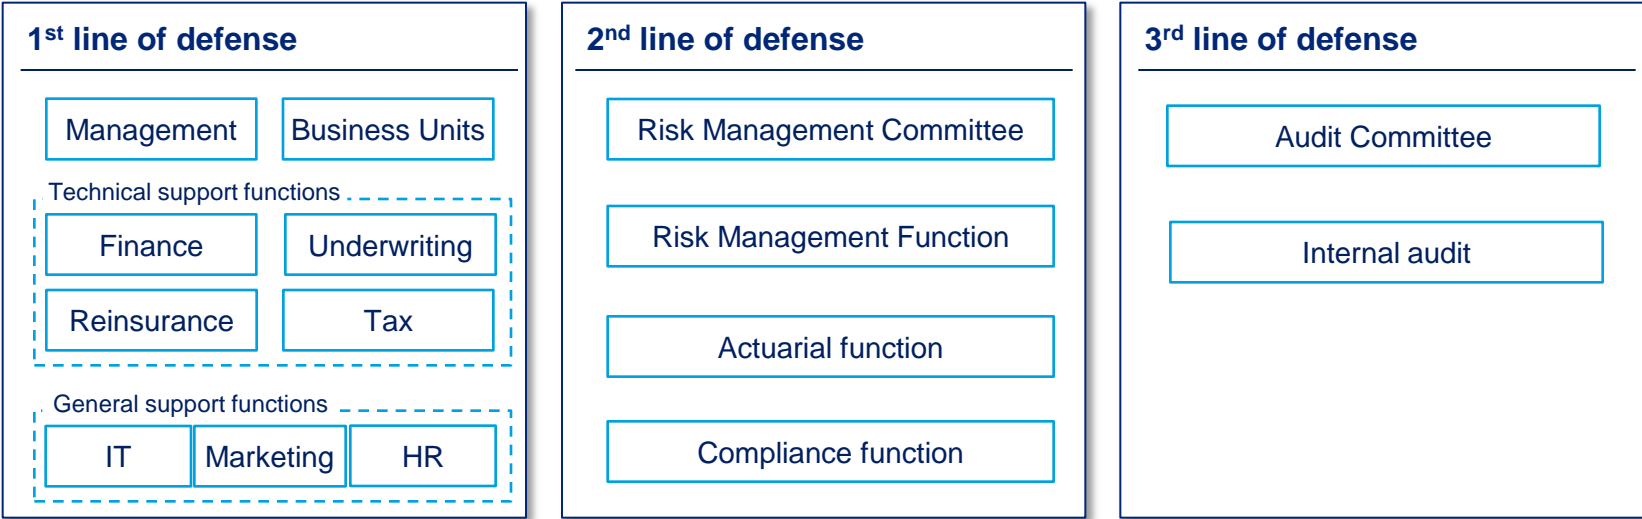 1st line of defense
Management
Business Units
Technical support functions
Finance
Underwriting
Reinsurance
Tax
General support functions
IT
Marketing
HR
2nd line of defense
Risk Management Committee
Risk Management Function
Actuarial function
Compliance function
3rd line of defense
Audit Committee
Internal audit